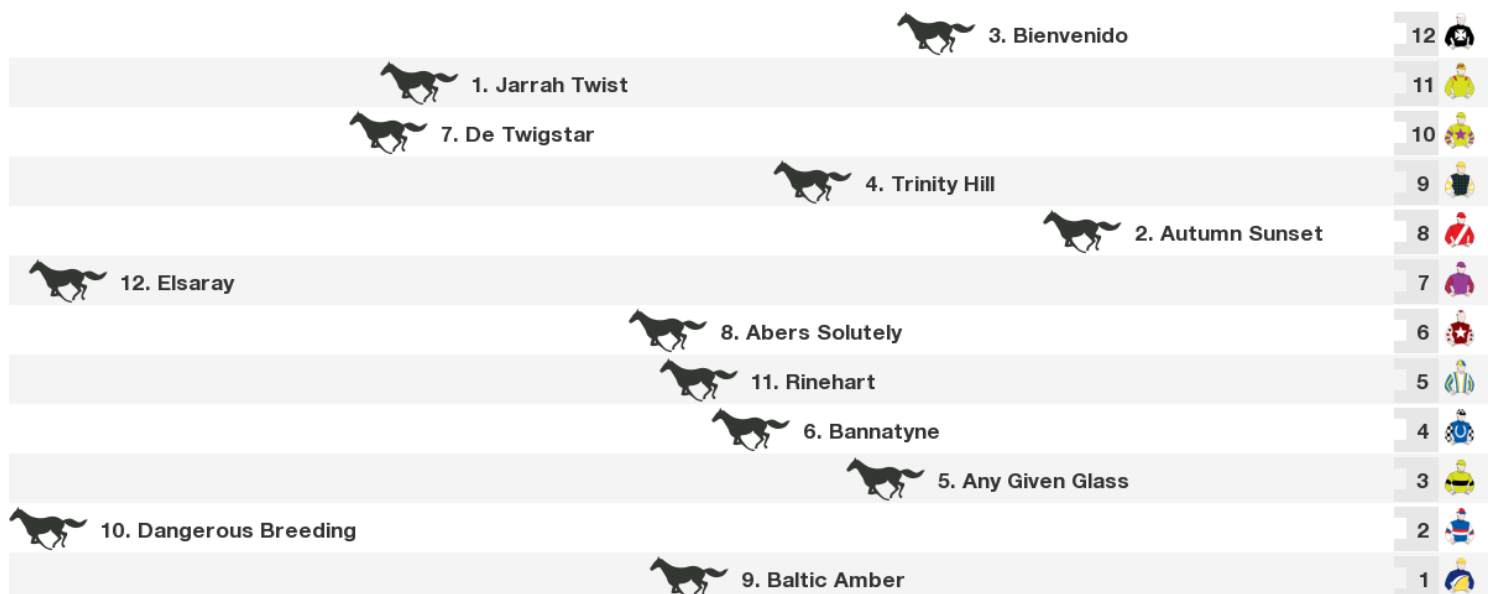 3. Bienvenido 12
1. Jarrah Twist 11
7. De Twigstar 10
4. Trinity Hill 9
2. Autumn Sunset 8
12. Elsaray 7
8. Abers Solutely 6
11. Rinehart 5
6. Bannatyne 4
5. Any Given Glass 3
10. Dangerous Breeding 2
9. Baltic Amber 1